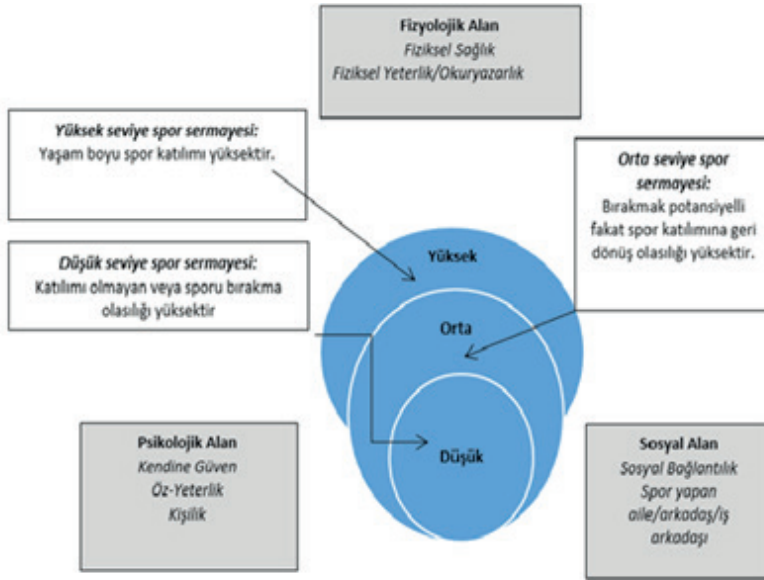 Fizyolojik Alan
Fiziksel Sağlık
Fiziksel Yeterlik/Okuryazarlık
Yüksek seviye spor sermayesi:
Yaşam boyu spor katılımı yüksektir.
Orta seviye spor
sermayesi:
Bırakmak potansiyelli
fakat spor katılımına geri
dönüş olasılığı yüksektir.
Düşük seviye spor sermayesi:
Katılımı olmayan veya sporu bırakma
olasılığı yüksektir
Yüksek
Orta
Düşük
Psikolojik Alan
Kendine Güven
Öz-Yeterlik
Kişilik
Sosyal Alan
Sosyal Bağlantılık
Spor yapan
aile/arkadaş/iş
arkadaşı